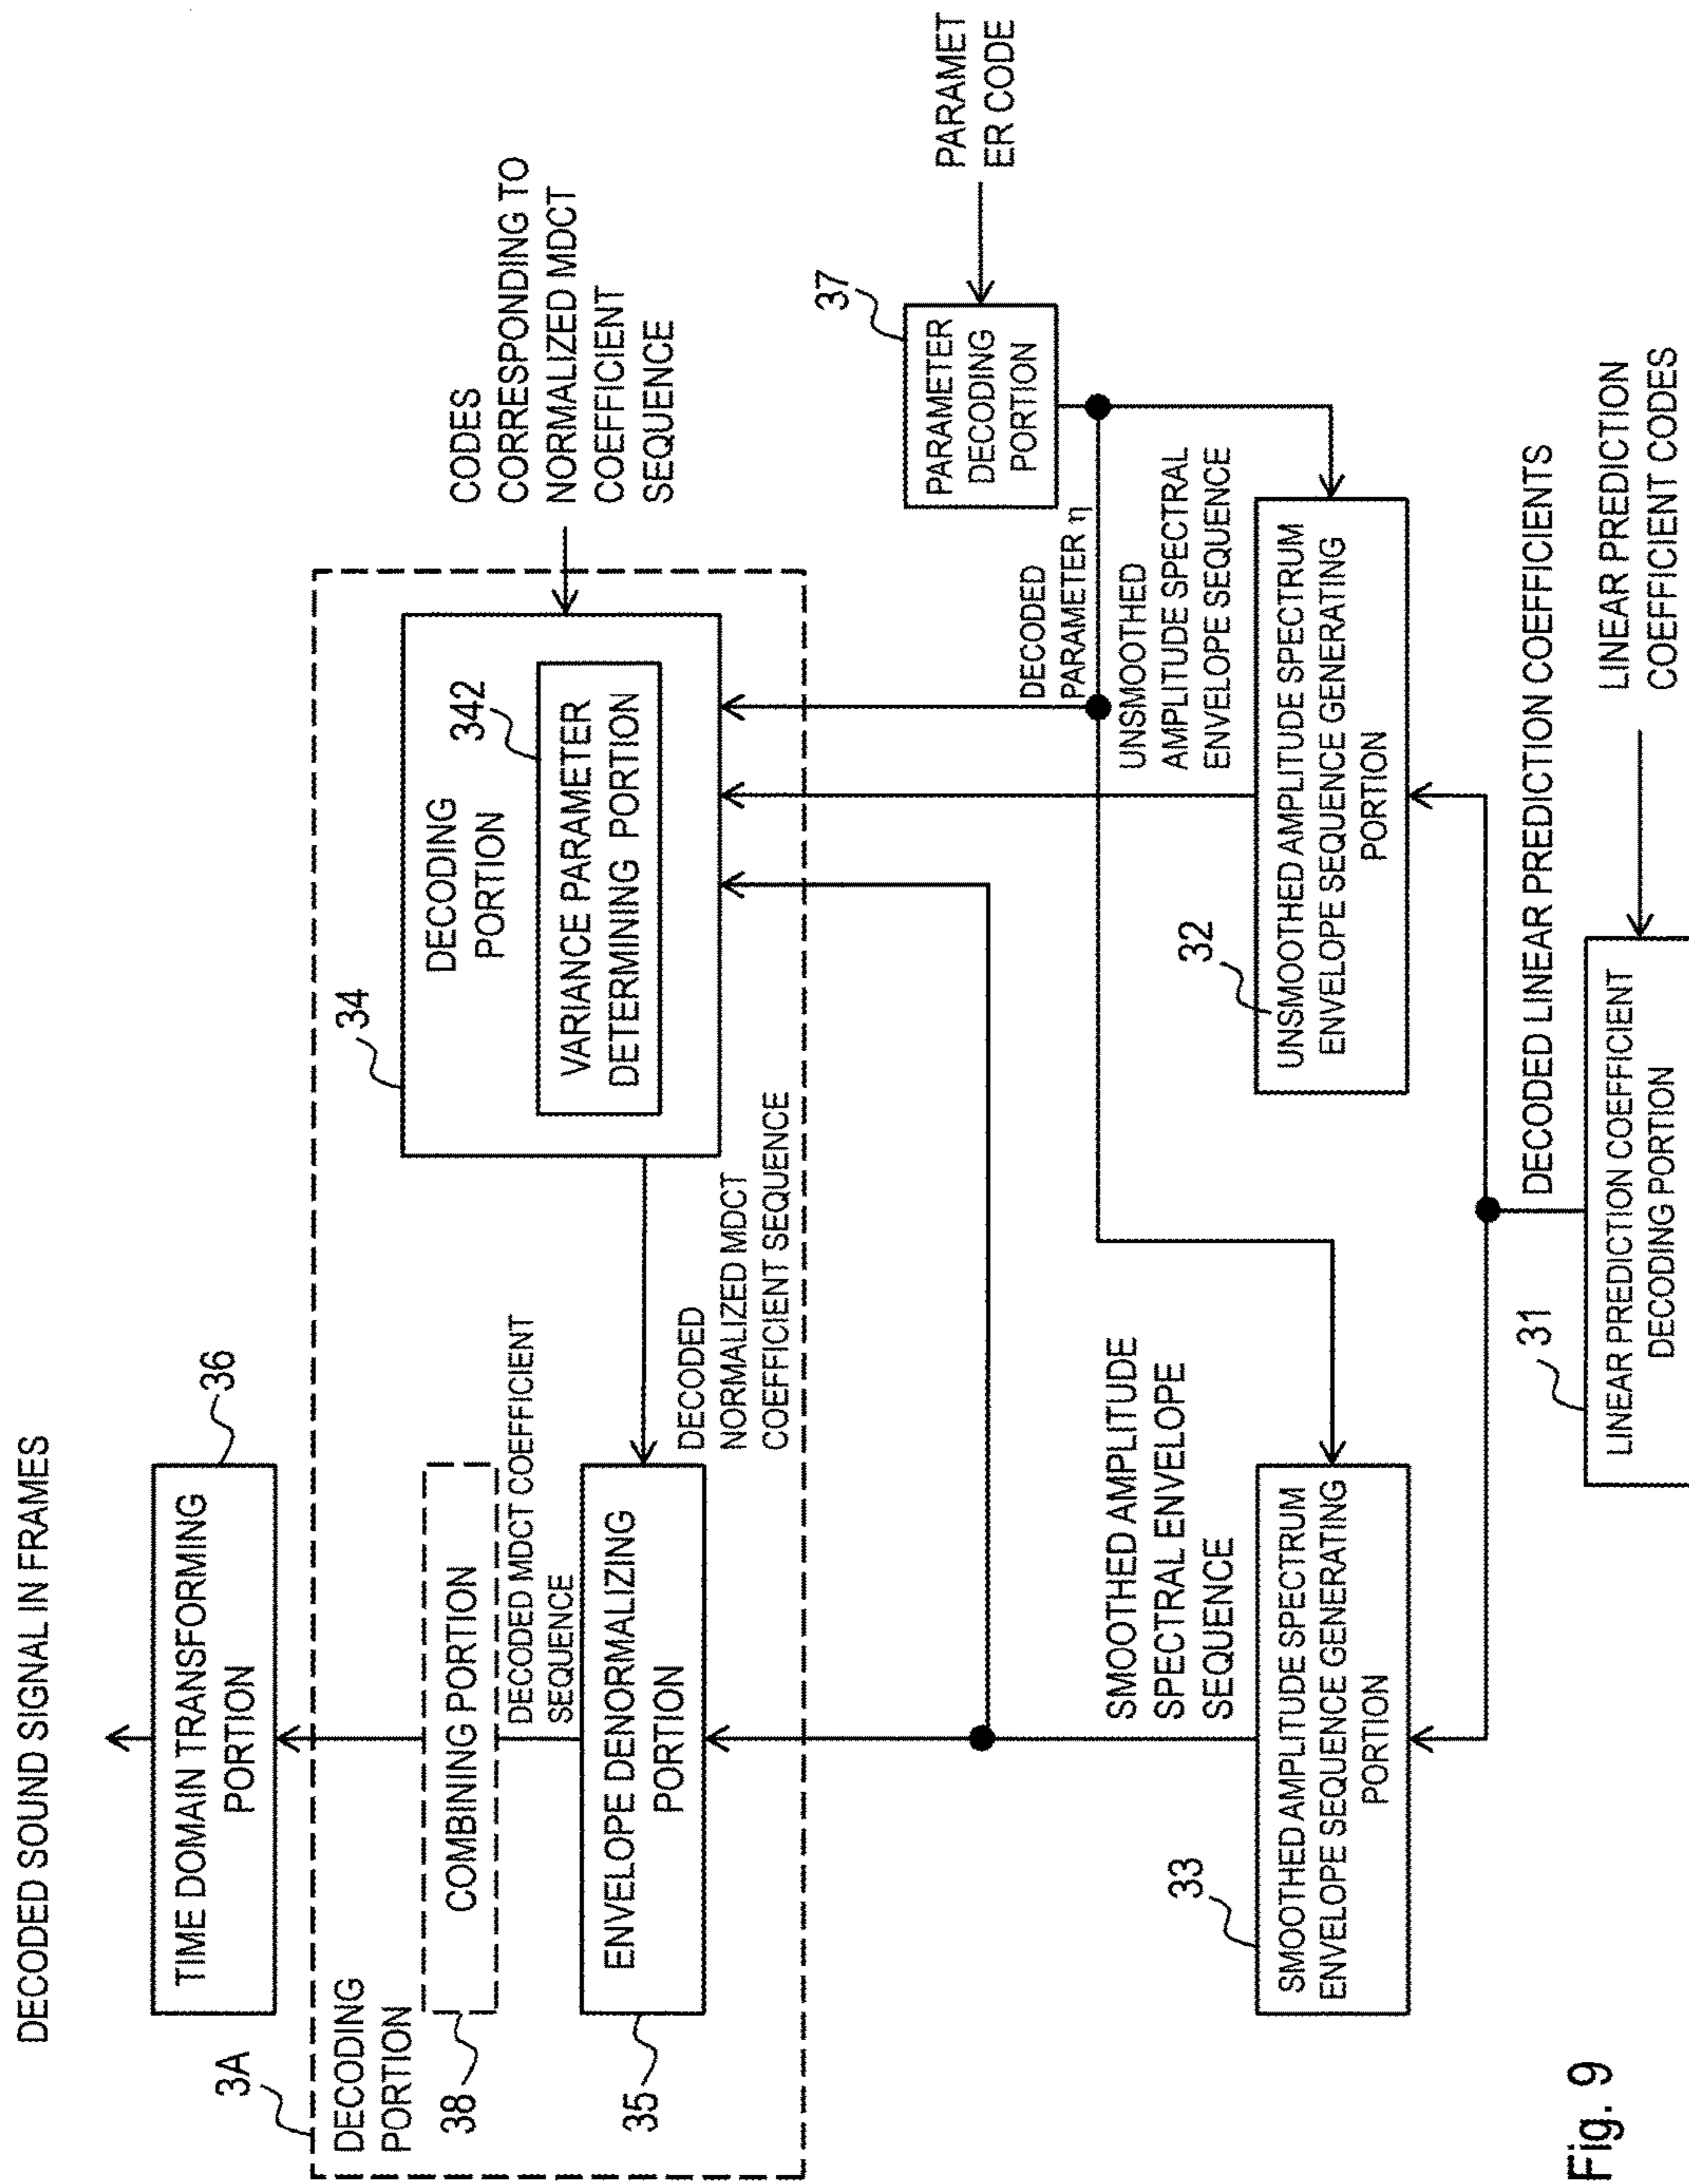 DECODED SOUND SIGNAL IN FRAMES
TIME DOMAIN TRANSFORMING
PORTION
36
3A
DECODING
PORTION
38
COMBINING PORTION
DECODED MDCT COEFFICIENT
SEQUENCE
35
ENVELOPE DENORMALIZING
PORTION
DECODED
NORMALIZED MDCT
COEFFICIENT SEQUENCE
34
DECODING
PORTION
342
VARIANCE PARAMETER
DETERMINING PORTION
CODES
CORRESPONDING TO
NORMALIZED MDCT
COEFFICIENT
SEQUENCE
SMOOTHED AMPLITUDE
SPECTRAL ENVELOPE
SEQUENCE
33
SMOOTHED AMPLITUDE SPECTRUM
ENVELOPE SEQUENCE GENERATING
PORTION
DECODED
PARAMETER η
UNSMOOTHED
AMPLITUDE SPECTRAL
ENVELOPE SEQUENCE
32
UNSMOOTHED AMPLITUDE SPECTRUM
ENVELOPE SEQUENCE GENERATING
PORTION
37
PARAMETER
DECODING
PORTION
PARAMET
ER CODE
DECODED LINEAR PREDICTION COEFFICIENTS
31
LINEAR PREDICTION COEFFICIENT
DECODING PORTION
LINEAR PREDICTION
COEFFICIENT CODES
Fig. 9